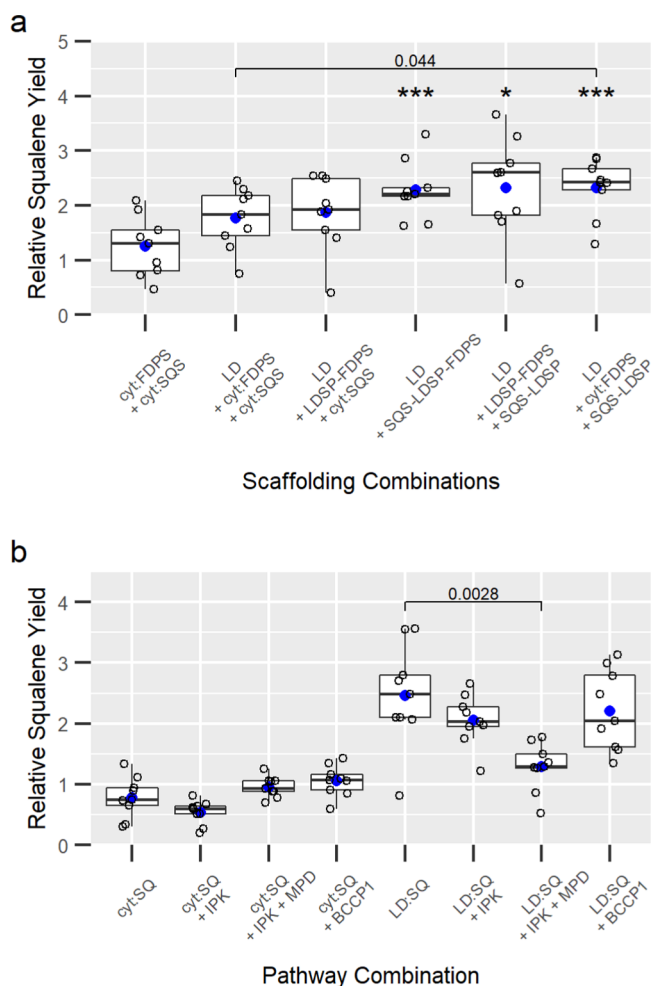 a
Relative Squalene Yield
5
4
3
2
1
0
0.044
*** * ***
cyt:FDPS
+ cyt:SQS
LD
+ cyt:FDPS
+ cyt:SQS
LD
+ LDSP-FDPS
+ cyt:SQS
LD
+ SQS-LDSP-FDPS
LD
+ LDSP-FDPS
+ SQS-LDSP
LD
+ cyt:FDPS
+ SQS-LDSP
Scaffolding Combinations
b
Relative Squalene Yield
4
3
2
1
0
0.0028
cyt:SQ
cyt:SQ
+ IPK
cyt:SQ
+ IPK + MPD
cyt:SQ
+ BCCP1
LD:SQ
LD:SQ
+ IPK
LD:SQ
+ IPK + MPD
LD:SQ
+ BCCP1
Pathway Combination